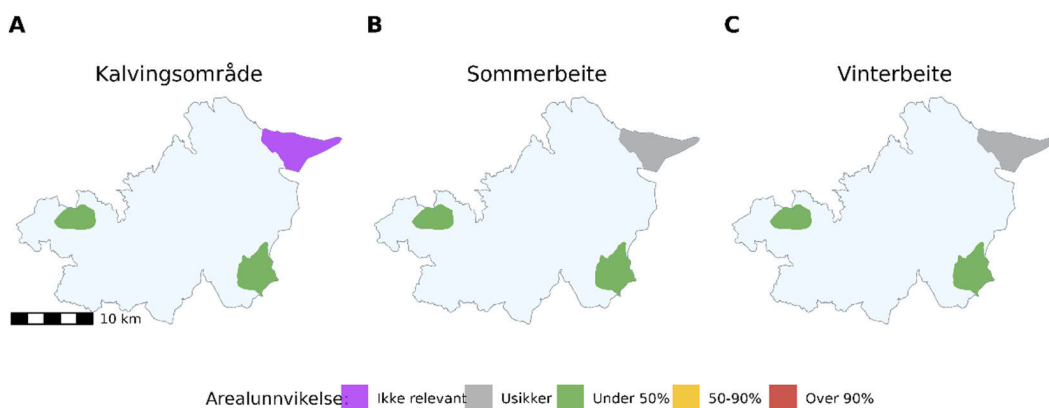 A
B
C
Kalvingsområde
Sommerbeite
Vinterbeite
10 km
Arealunnvikelse: Ikke relevant Usikker Under 50% 50-90% Over 90%